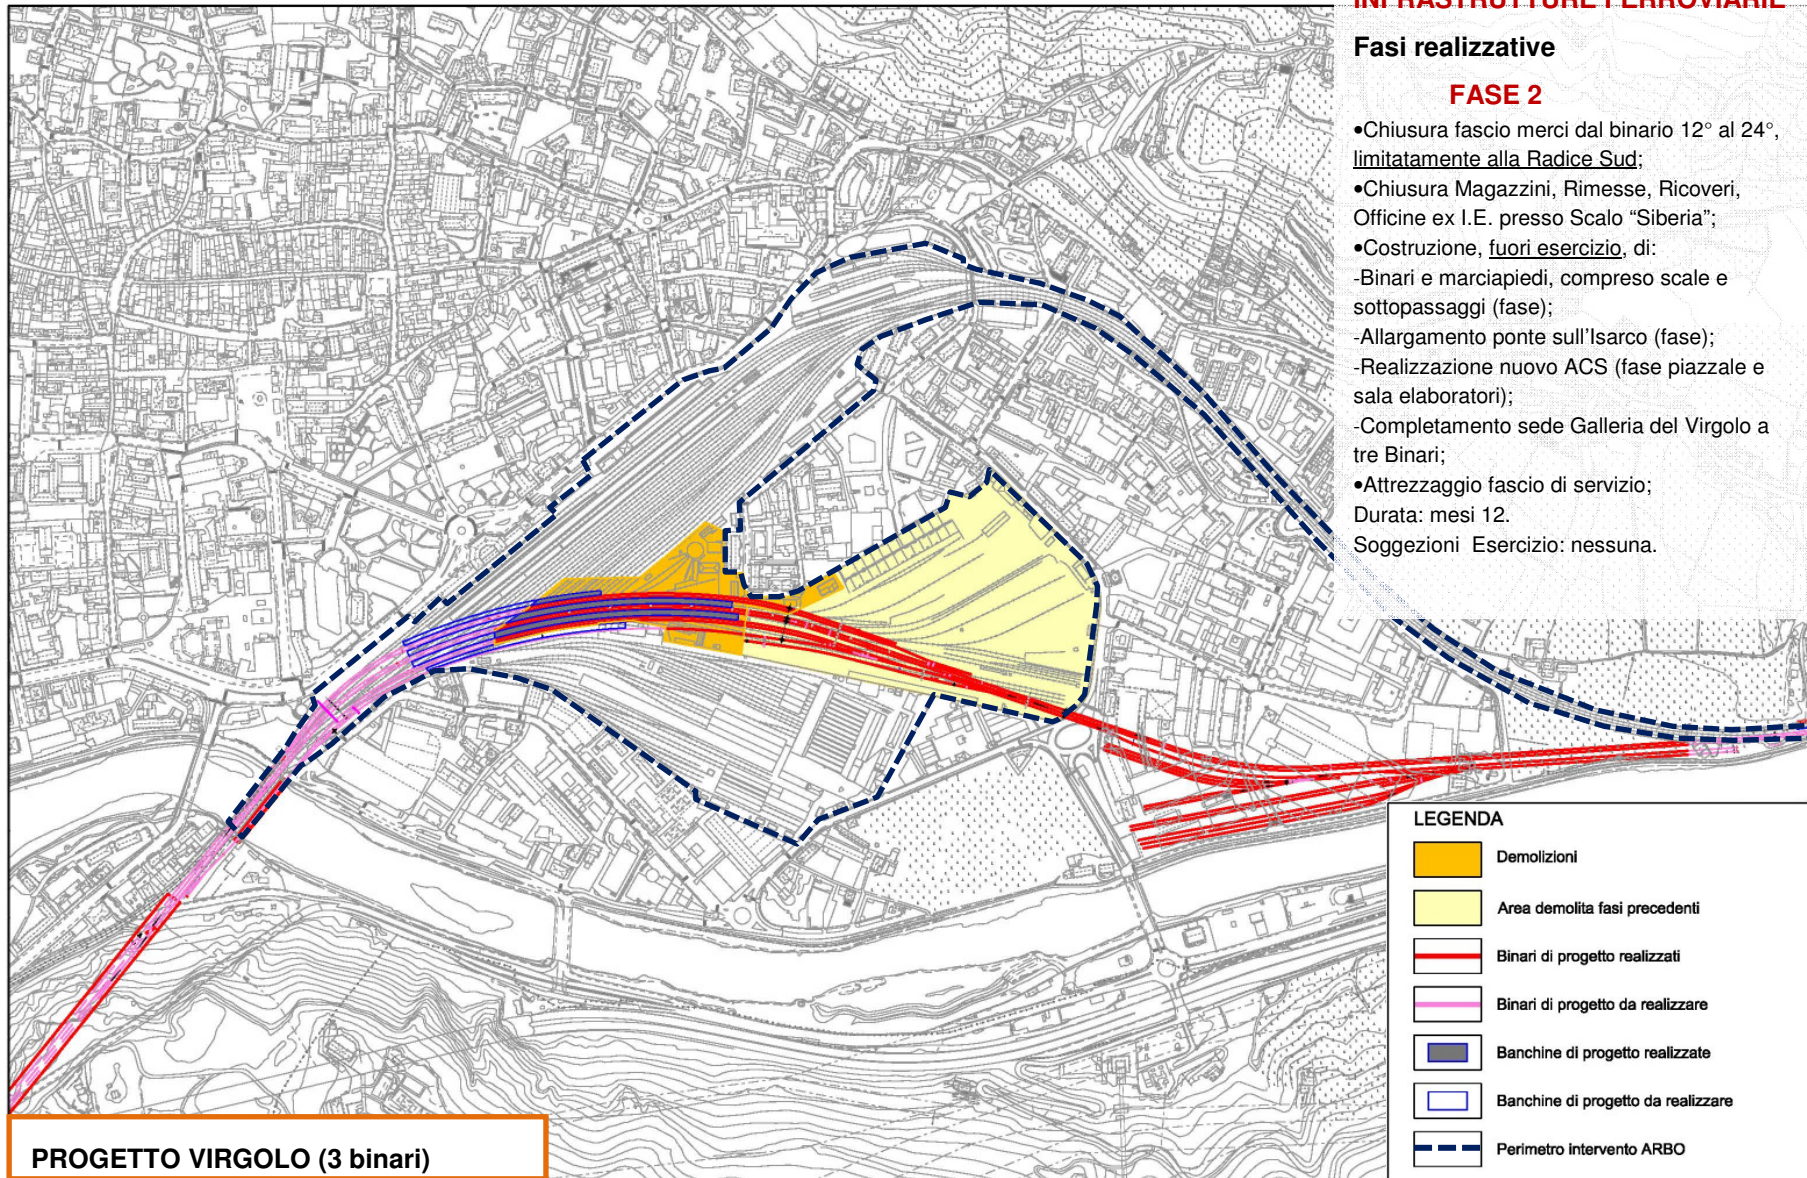 INFRASTRUTTURE FERROVIARIE
Fasi realizzative
FASE 2
•Chiusura fascio merci dal binario 12° al 24°,
limitatamente alla Radice Sud;
•Chiusura Magazzini, Rimesse, Ricoveri,
Officine ex I.E. presso Scalo “Siberia”;
•Costruzione, fuori esercizio, di:
-Binari e marciapiedi, compreso scale e
sottopassaggi (fase);
-Allargamento ponte sull’Isarco (fase);
-Realizzazione nuovo ACS (fase piazzale e
sala elaboratori);
-Completamento sede Galleria del Virgolo a
tre Binari;
•Attrezzaggio fascio di servizio;
Durata: mesi 12.
Soggezioni Esercizio: nessuna.
LEGENDA
Demolizioni
Area demolita fasi precedenti
Binari di progetto realizzati
Binari di progetto da realizzare
Banchine di progetto realizzate
Banchine di progetto da realizzare
Perimetro intervento ARBO
PROGETTO VIRGOLO (3 binari)